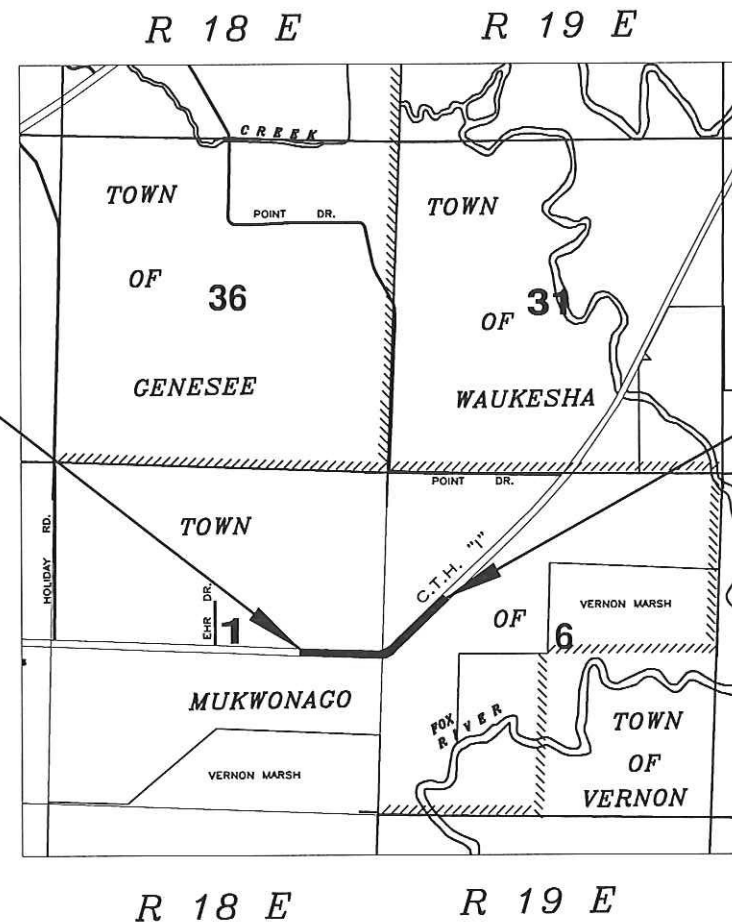 R 18 E
R 19 E
CREEK
TOWN
OF
36
GENESEE
POINT DR.
TOWN
OF
31
WAUKESHA
POINT DR.
TOWN
HOLIDAY RD.
EHR DR.
1
MUKWONAGO
VERNON MARSH
C.T.H. "I"
OF
6
VERNON MARSH
FOX
RIVER
TOWN
OF
VERNON
R 18 E
R 19 E